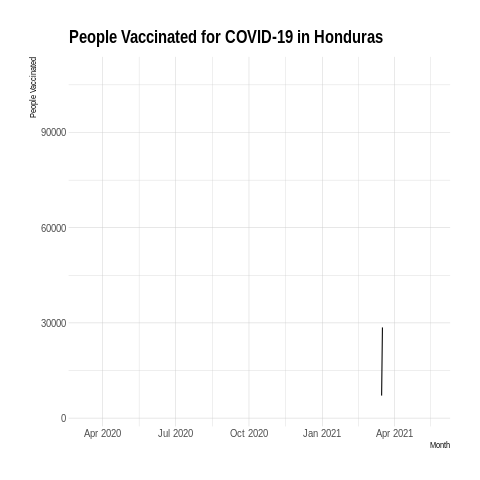 People Vaccinated for COVID-19 in Honduras
People Vaccinated
90000
60000
30000
0
Apr 2020 Jul 2020 Oct 2020 Jan 2021 Apr 2021
Month